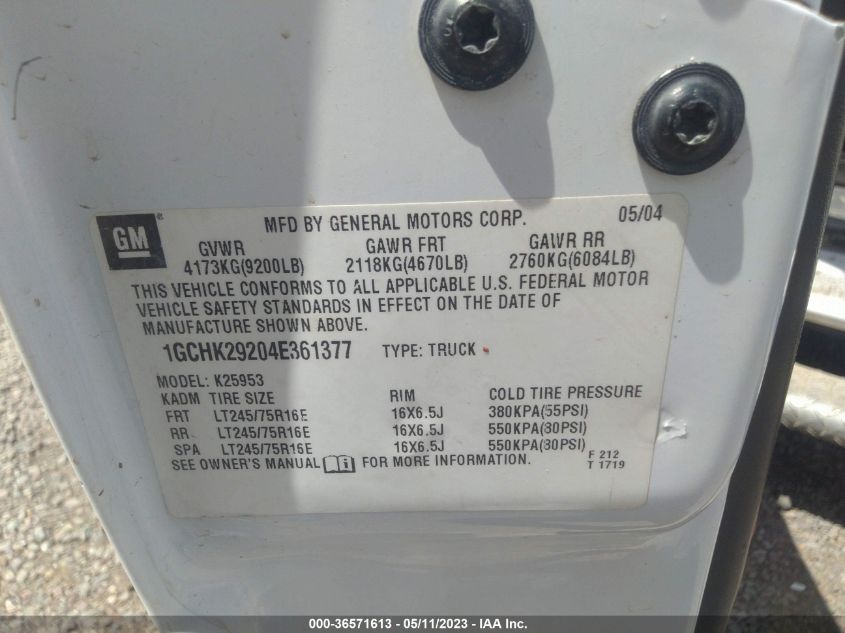 GM
MFD BY GENERAL MOTORS CORP. 05/04
GVWR GAWR FRT GAWR RR
4173KG(9200LB) 2118KG(4670LB) 2760KG(6084LB)
THIS VEHICLE CONFORMS TO ALL APPLICABLE U.S. FEDERAL MOTOR
VEHICLE SAFETY STANDARDS IN EFFECT ON THE DATE OF
MANUFACTURE SHOWN ABOVE.
1GCHK29204E361377 TYPE: TRUCK
MODEL: K25953
KADM TIRE SIZE RIM COLD TIRE PRESSURE
FRT LT245/75R16E 16X6.5J 380KPA(55PSI)
RR LT245/75R16E 16X6.5J 550KPA(80PSI)
SPA LT245/75R16E 16X6.5J 550KPA(80PSI)
SEE OWNER'S MANUAL FOR MORE INFORMATION.
F 212
T 1719
000-36571613 - 05/11/2023 - IAA Inc.